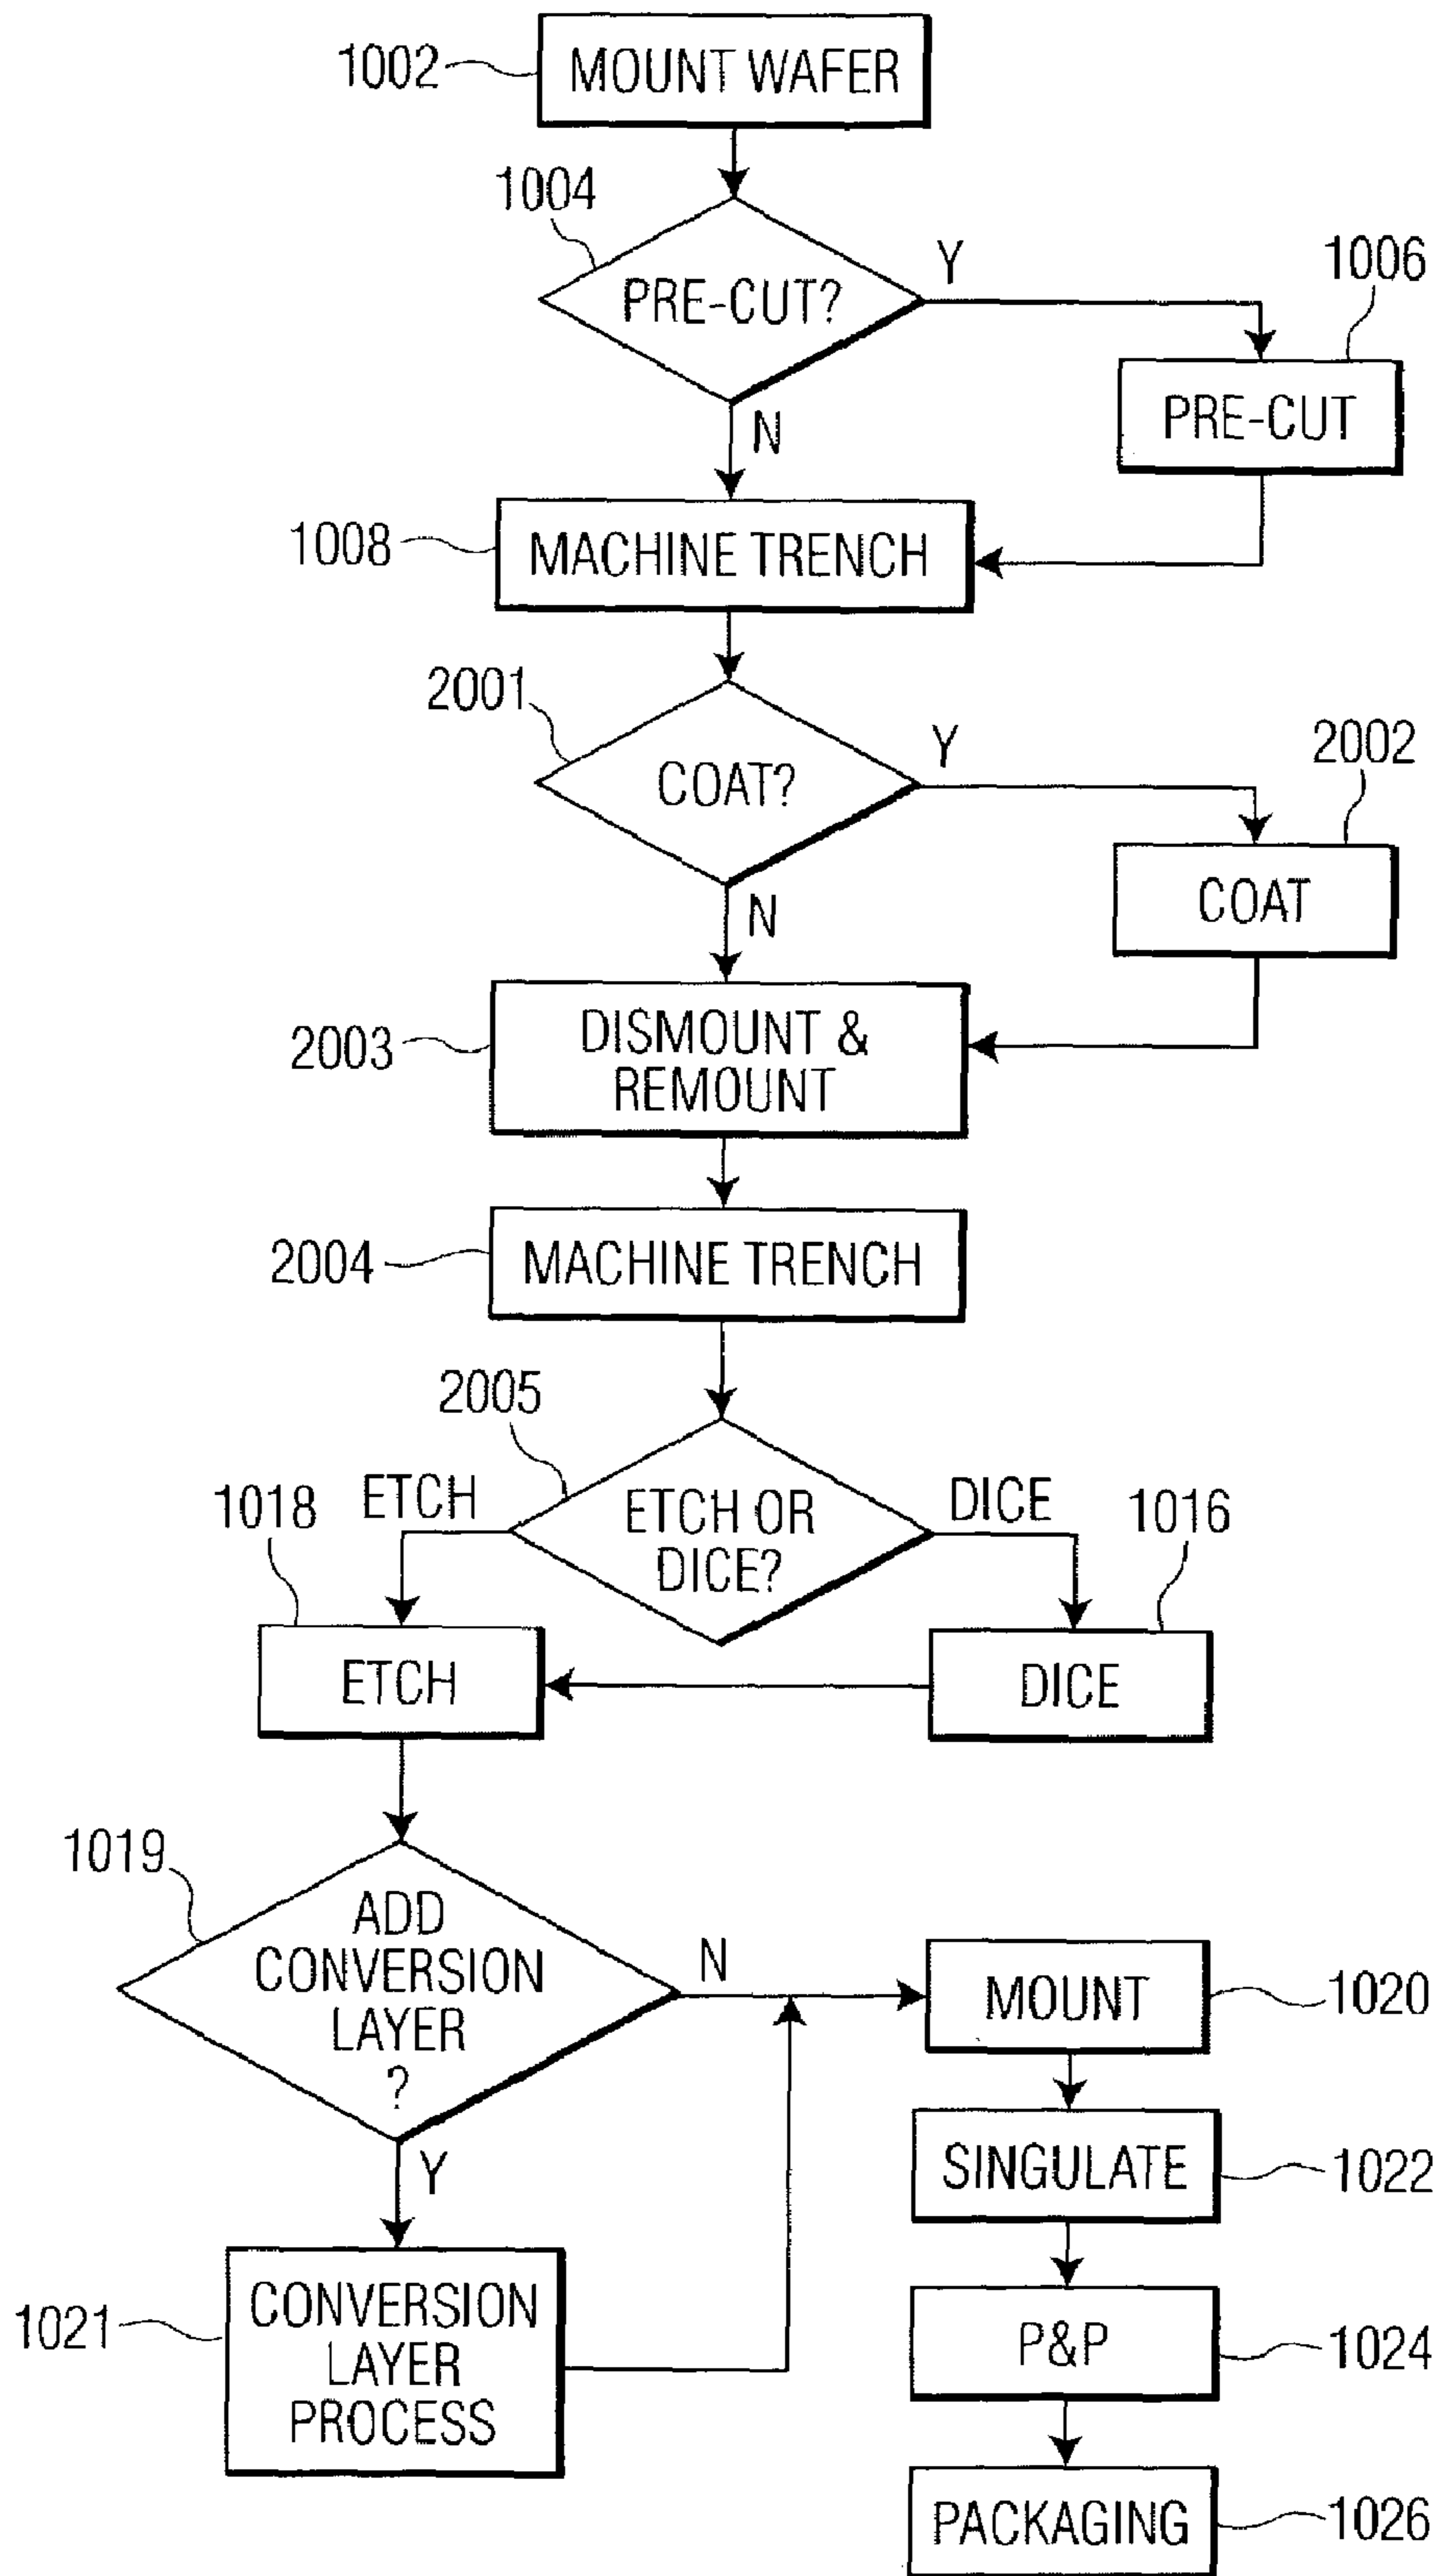 1002
MOUNT WAFER
1004
PRE-CUT?
Y
1006
PRE-CUT
N
1008
MACHINE TRENCH
2001
COAT?
Y
2002
COAT
N
2003
DISMOUNT &
REMOUNT
2004
MACHINE TRENCH
2005
ETCH OR
DICE?
ETCH
DICE
1018
ETCH
1016
DICE
1019
ADD
CONVERSION
LAYER
?
N
Y
1021
CONVERSION
LAYER
PROCESS
MOUNT
1020
SINGULATE
1022
P&P
1024
PACKAGING
1026